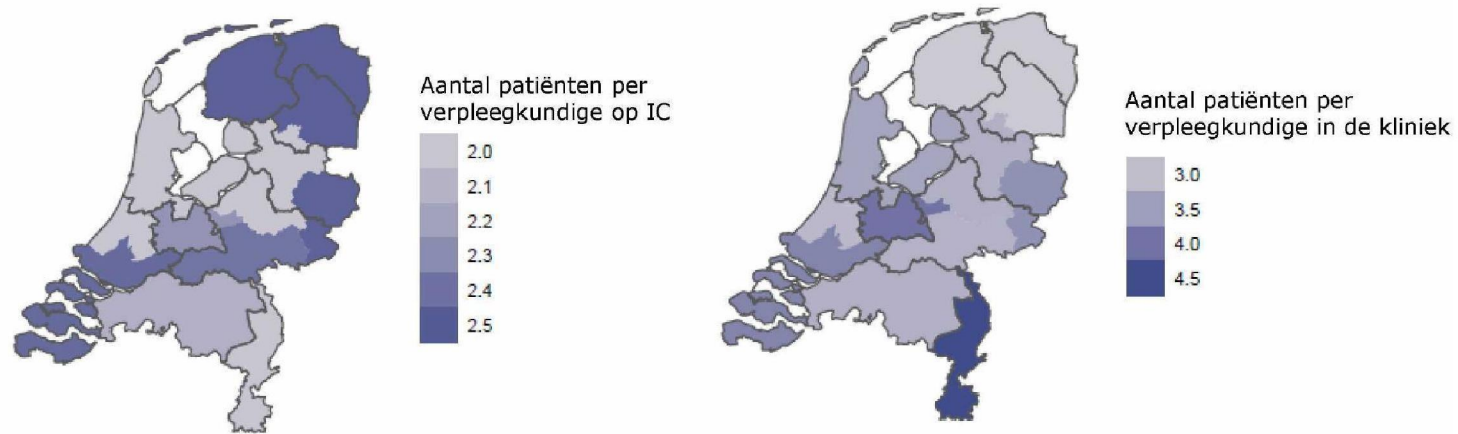 Aantal patiënten per
verpleegkundige op IC
2.0
2.1
2.2
2.3
2.4
2.5
Aantal patiënten per
verpleegkundige in de kliniek
3.0
3.5
4.0
4.5